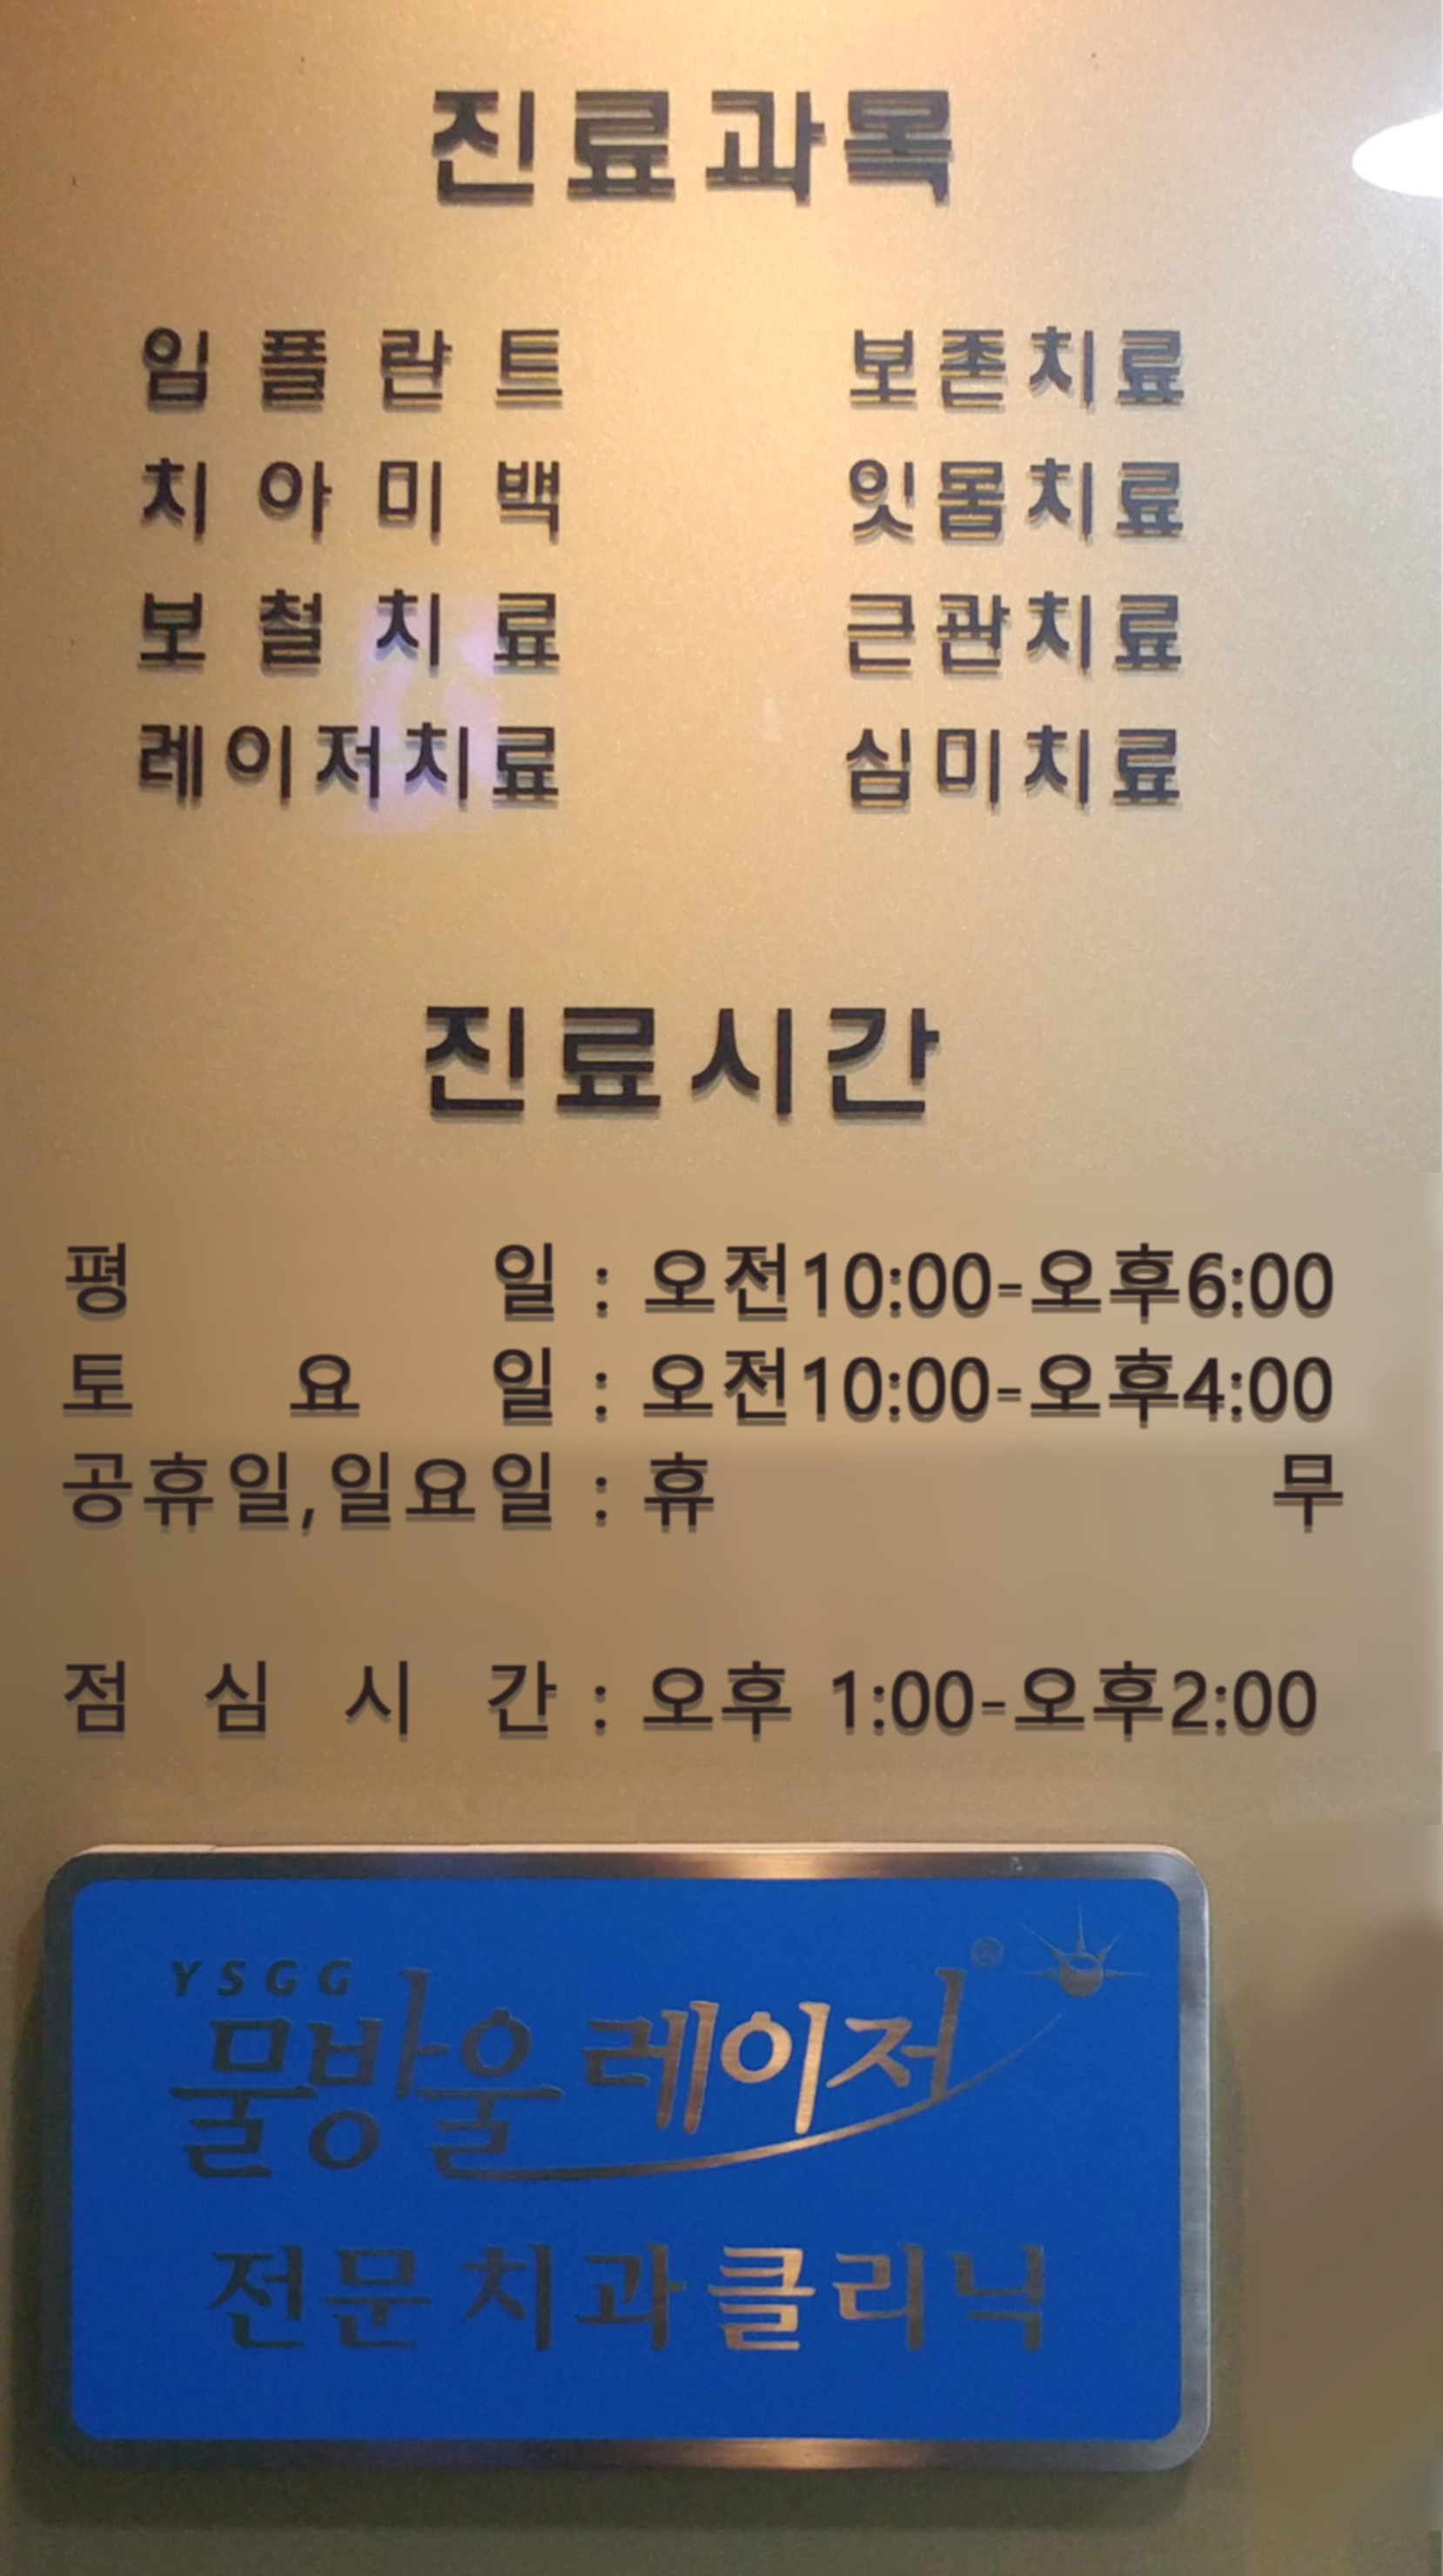 진료과목
임플란트 보존치료
치아미백 잇몸치료
보철치료 근관치료
레이저치료 심미치료
진료시간
평일 : 오전10:00-오후6:00
토요일 : 오전10:00-오후4:00
공휴일,일요일 : 휴무
점심시간 : 오후 1:00-오후2:00
YSGG
물방울레이저®
전문치과클리닉